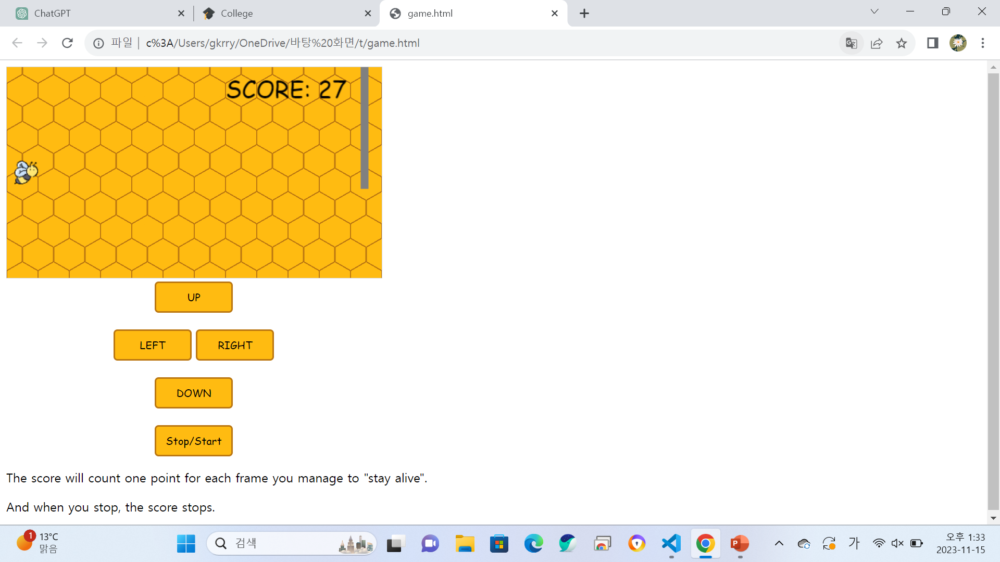 ChatGPT
College
game.html
파일
c%3A/Users/gkrry/OneDrive/바탕%20화면/t/game.html
SCORE: 27
UP
LEFT
RIGHT
DOWN
Stop/Start
The score will count one point for each frame you manage to "stay alive".
And when you stop, the score stops.
1
13°C
맑음
검색
가
오후 1:33
2023-11-15